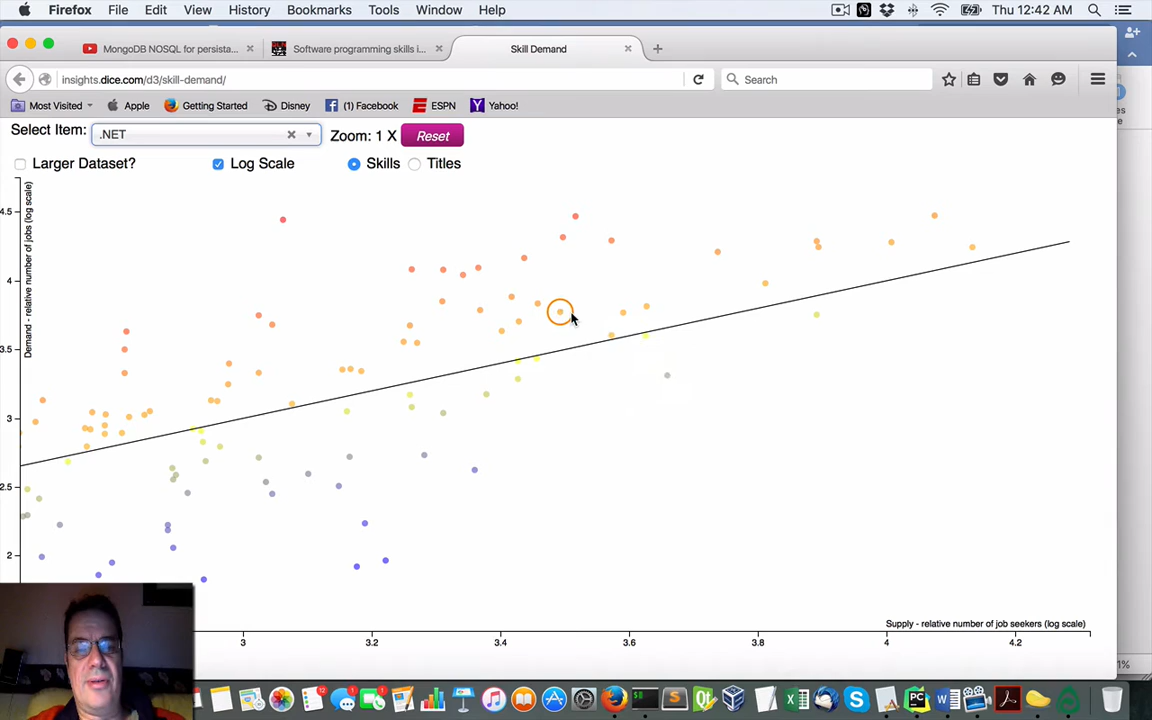 Firefox File Edit View History Bookmarks Tools Window Help Thu 12:42 AM
MongoDB NOSQL for persista... Software programming skills i... Skill Demand
insights.dice.com/d3/skill-demand/ Search
Most Visited Apple Getting Started Disney (1) Facebook ESPN Yahoo!
Select Item: .NET Zoom: 1 X Reset
Larger Dataset? Log Scale Skills Titles
Demand - relative number of jobs (log scale)
4.5
4
3.5
3
2.5
2
Supply - relative number of job seekers (log scale)
3 3.2 3.4 3.6 3.8 4 4.2
1%